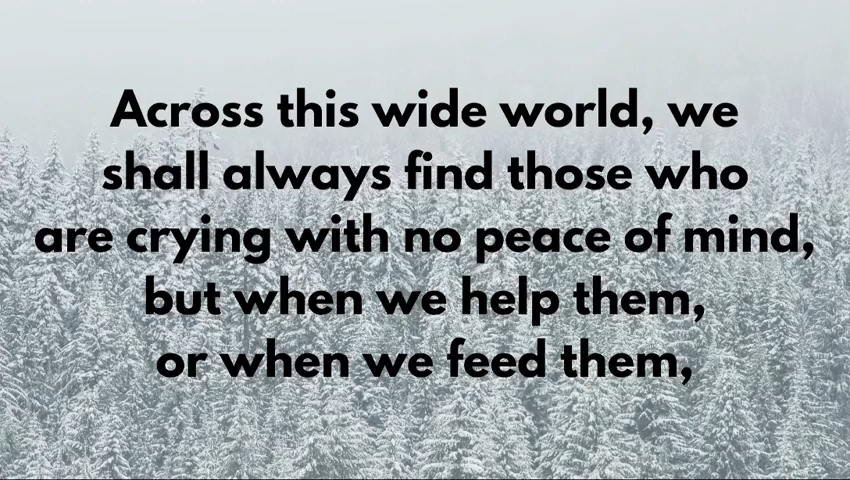 Across this wide world, we
shall always find those who
are crying with no peace of mind,
but when we help them,
or when we feed them,